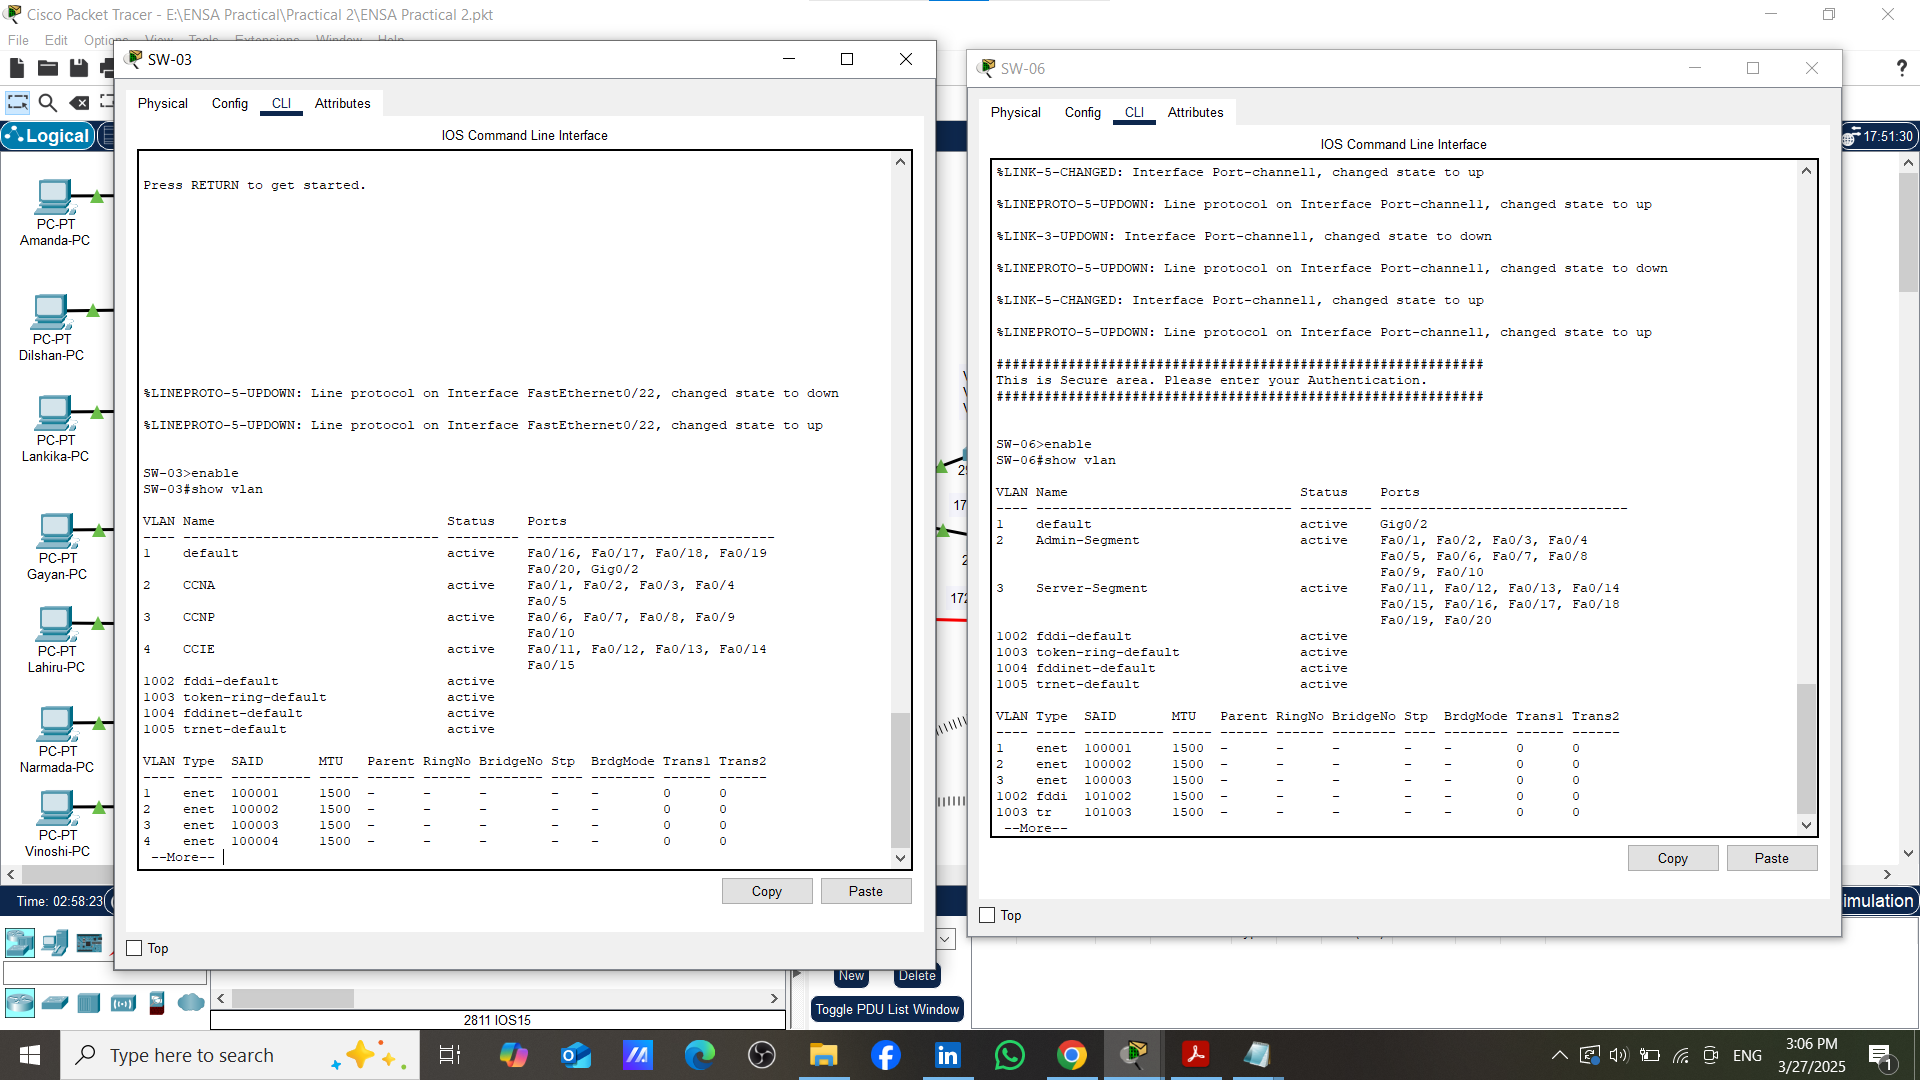 Cisco Packet Tracer - E:\ENSA Practical\Practical 2\ENSA Practical 2.pkt
File Edit Options View Tools Extensions Window Help
Logical
17:51:30
PC-PT
Amanda-PC
PC-PT
Dilshan-PC
PC-PT
Lankika-PC
PC-PT
Gayan-PC
PC-PT
Lahiru-PC
PC-PT
Narmada-PC
PC-PT
Vinoshi-PC
Time: 02:58:23
SW-03
Physical Config CLI Attributes
IOS Command Line Interface
Press RETURN to get started.
%LINEPROTO-5-UPDOWN: Line protocol on Interface FastEthernet0/22, changed state to down
%LINEPROTO-5-UPDOWN: Line protocol on Interface FastEthernet0/22, changed state to up
SW-03>enable
SW-03#show vlan
VLAN Name Status Ports
---- -------------------------------- --------- -------------------------------
1 default active Fa0/16, Fa0/17, Fa0/18, Fa0/19
Fa0/20, Gig0/2
2 CCNA active Fa0/1, Fa0/2, Fa0/3, Fa0/4
Fa0/5
3 CCNP active Fa0/6, Fa0/7, Fa0/8, Fa0/9
Fa0/10
4 CCIE active Fa0/11, Fa0/12, Fa0/13, Fa0/14
Fa0/15
1002 fddi-default active
1003 token-ring-default active
1004 fddinet-default active
1005 trnet-default active
VLAN Type SAID MTU Parent RingNo BridgeNo Stp BrdgMode Trans1 Trans2
---- ----- ---------- ----- ------ ------ -------- ---- -------- ------ ------
1 enet 100001 1500 - - - - - 0 0
2 enet 100002 1500 - - - - - 0 0
3 enet 100003 1500 - - - - - 0 0
4 enet 100004 1500 - - - - - 0 0
--More--
Copy Paste
Top
SW-06
Physical Config CLI Attributes
IOS Command Line Interface
%LINK-5-CHANGED: Interface Port-channel1, changed state to up
%LINEPROTO-5-UPDOWN: Line protocol on Interface Port-channel1, changed state to up
%LINK-3-UPDOWN: Interface Port-channel1, changed state to down
%LINEPROTO-5-UPDOWN: Line protocol on Interface Port-channel1, changed state to down
%LINK-5-CHANGED: Interface Port-channel1, changed state to up
%LINEPROTO-5-UPDOWN: Line protocol on Interface Port-channel1, changed state to up
#############################################################
This is Secure area. Please enter your Authentication.
#############################################################
SW-06>enable
SW-06#show vlan
VLAN Name Status Ports
---- -------------------------------- --------- -------------------------------
1 default active Gig0/2
2 Admin-Segment active Fa0/1, Fa0/2, Fa0/3, Fa0/4
Fa0/5, Fa0/6, Fa0/7, Fa0/8
Fa0/9, Fa0/10
3 Server-Segment active Fa0/11, Fa0/12, Fa0/13, Fa0/14
Fa0/15, Fa0/16, Fa0/17, Fa0/18
Fa0/19, Fa0/20
1002 fddi-default active
1003 token-ring-default active
1004 fddinet-default active
1005 trnet-default active
VLAN Type SAID MTU Parent RingNo BridgeNo Stp BrdgMode Trans1 Trans2
---- ----- ---------- ----- ------ ------ -------- ---- -------- ------ ------
1 enet 100001 1500 - - - - - 0 0
2 enet 100002 1500 - - - - - 0 0
3 enet 100003 1500 - - - - - 0 0
1002 fddi 101002 1500 - - - - - 0 0
1003 tr 101003 1500 - - - - - 0 0
--More--
Copy Paste
Top
New Delete
Toggle PDU List Window
2811 IOS15
Type here to search
ENG
3:06 PM
3/27/2025
1